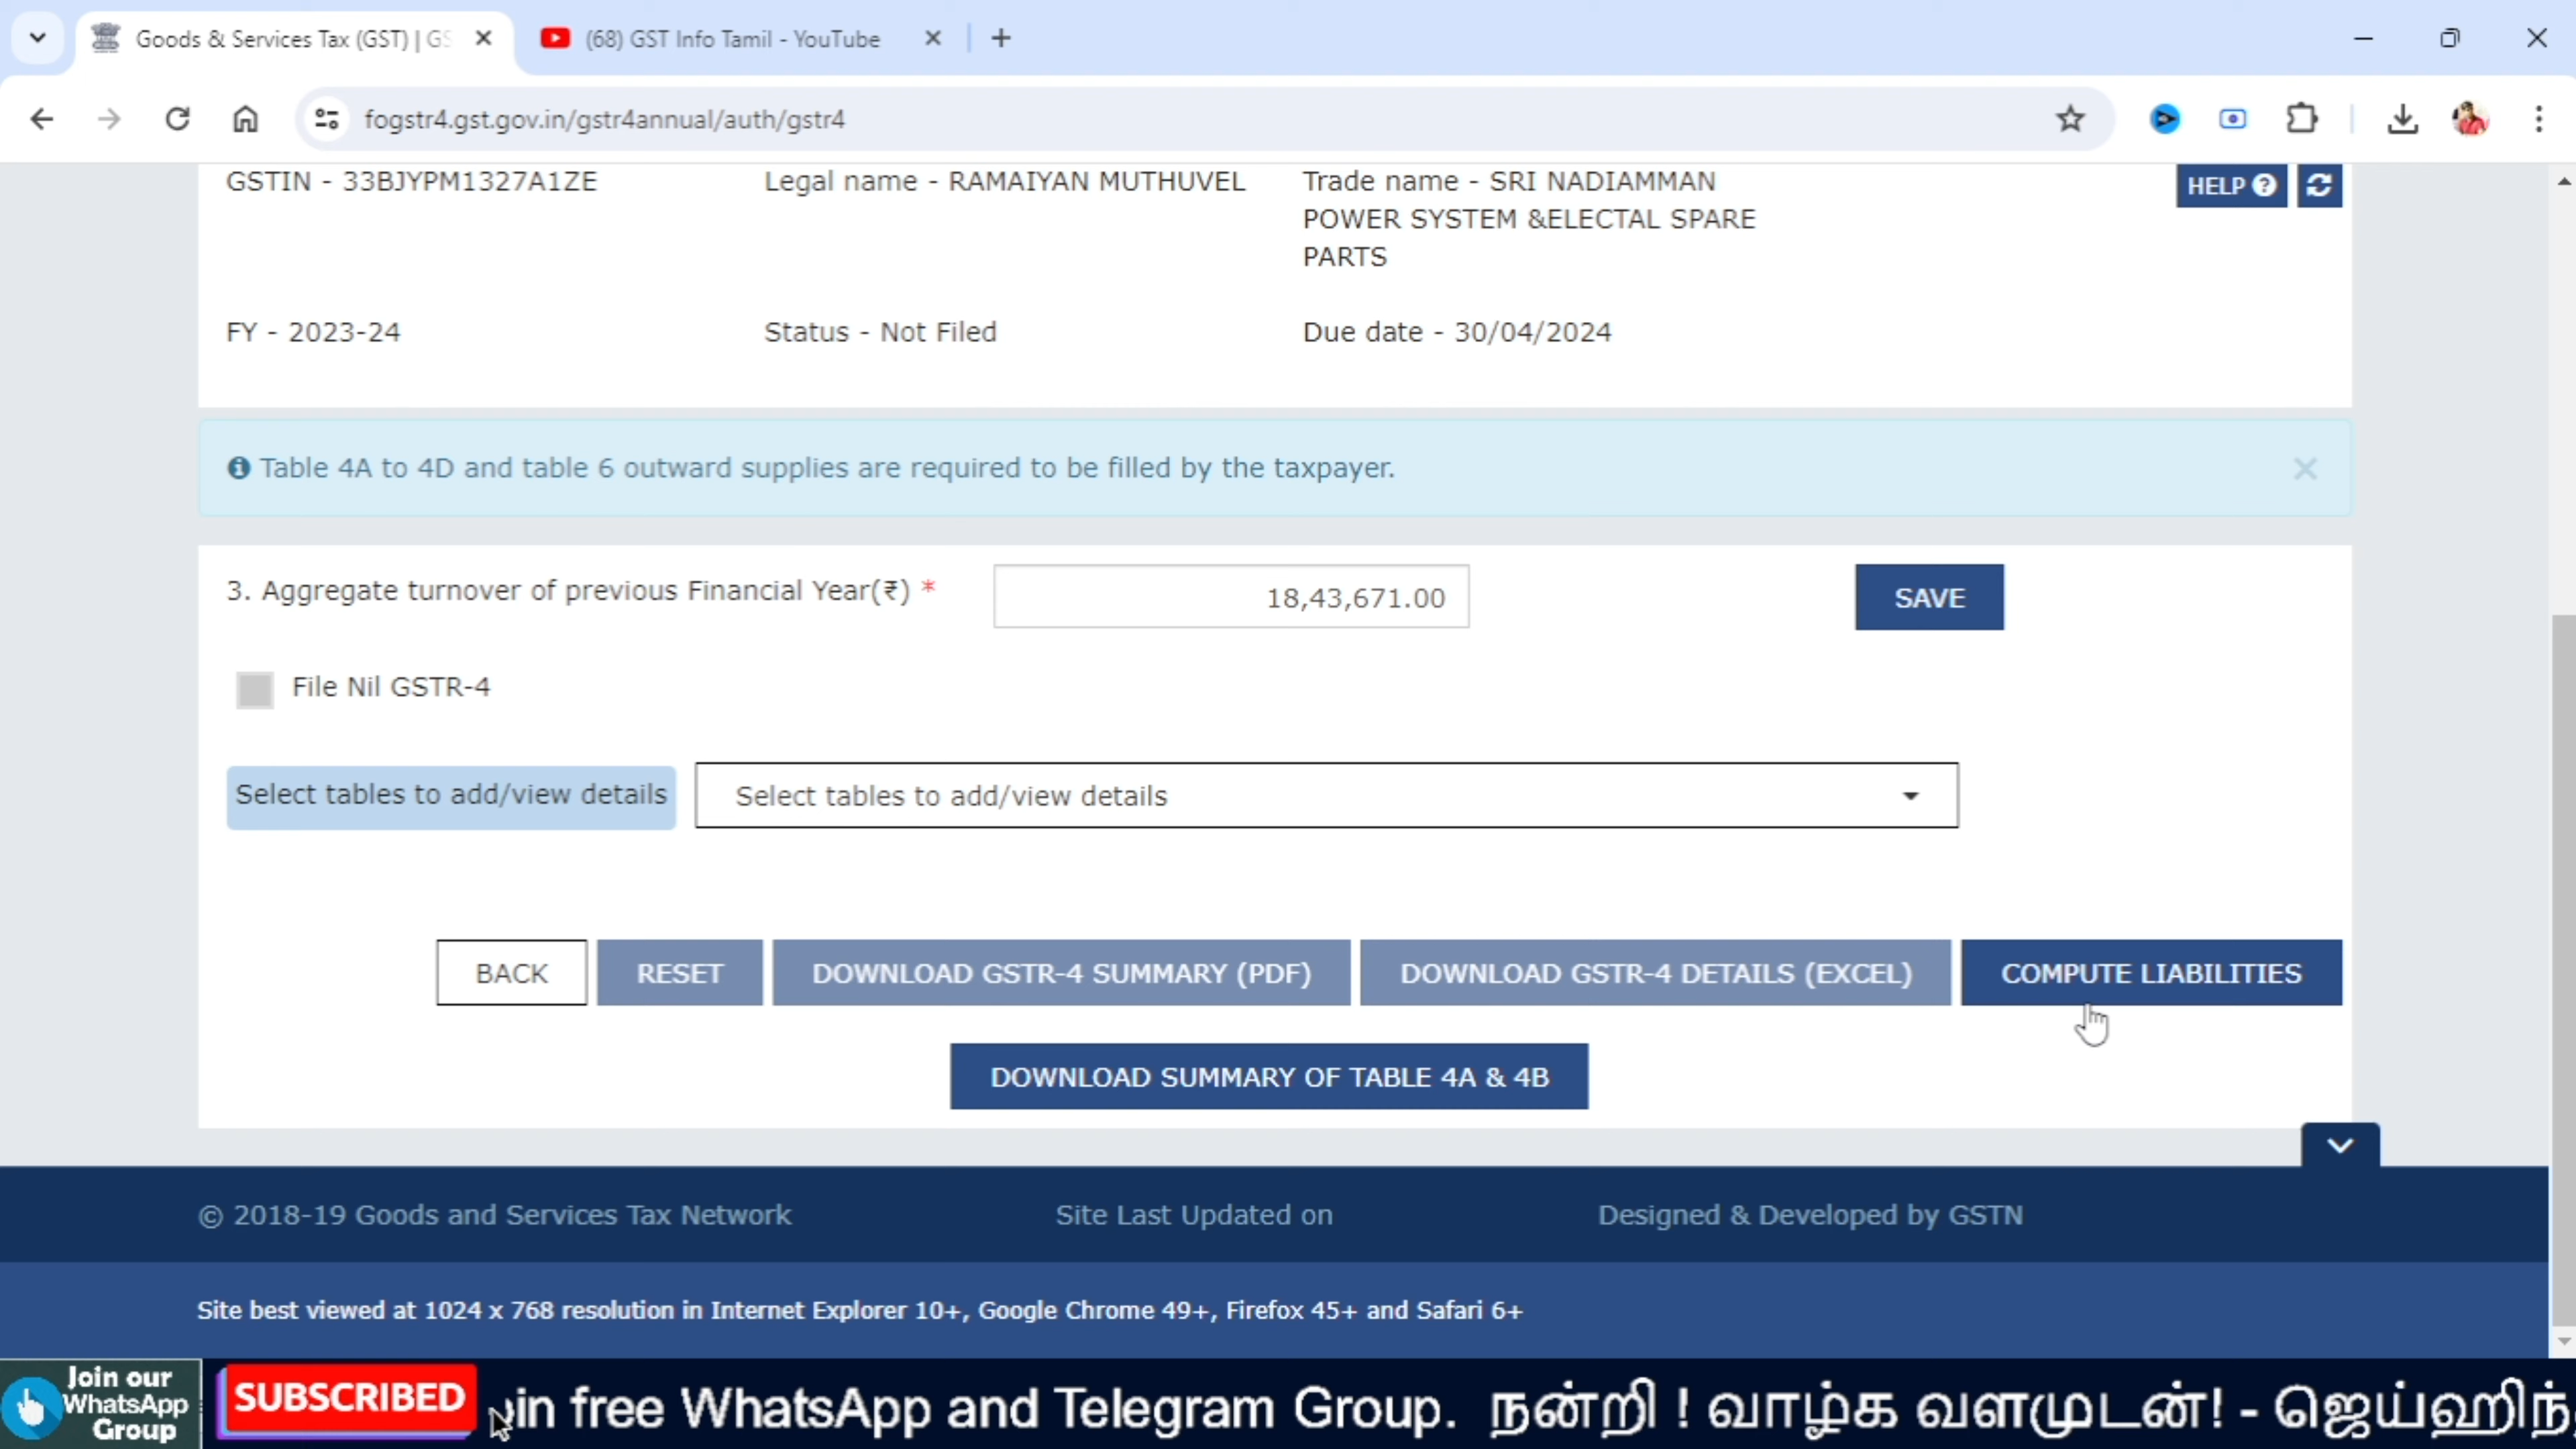 Goods & Services Tax (GST) | GS
(68) GST Info Tamil - YouTube
fogstr4.gst.gov.in/gstr4annual/auth/gstr4
GSTIN - 33BJYPM1327A1ZE
Legal name - RAMAIYAN MUTHUVEL
Trade name - SRI NADIAMMAN
POWER SYSTEM &ELECTAL SPARE
PARTS
HELP
FY - 2023-24
Status - Not Filed
Due date - 30/04/2024
Table 4A to 4D and table 6 outward supplies are required to be filled by the taxpayer.
3. Aggregate turnover of previous Financial Year(₹) *
18,43,671.00
SAVE
File Nil GSTR-4
Select tables to add/view details
Select tables to add/view details
BACK
RESET
DOWNLOAD GSTR-4 SUMMARY (PDF)
DOWNLOAD GSTR-4 DETAILS (EXCEL)
COMPUTE LIABILITIES
DOWNLOAD SUMMARY OF TABLE 4A & 4B
© 2018-19 Goods and Services Tax Network
Site Last Updated on
Designed & Developed by GSTN
Site best viewed at 1024 x 768 resolution in Internet Explorer 10+, Google Chrome 49+, Firefox 45+ and Safari 6+
Join our
WhatsApp
Group
SUBSCRIBED
in free WhatsApp and Telegram Group. நன்றி ! வாழ்க வளமுடன்! - ஜெய்ஹிந்